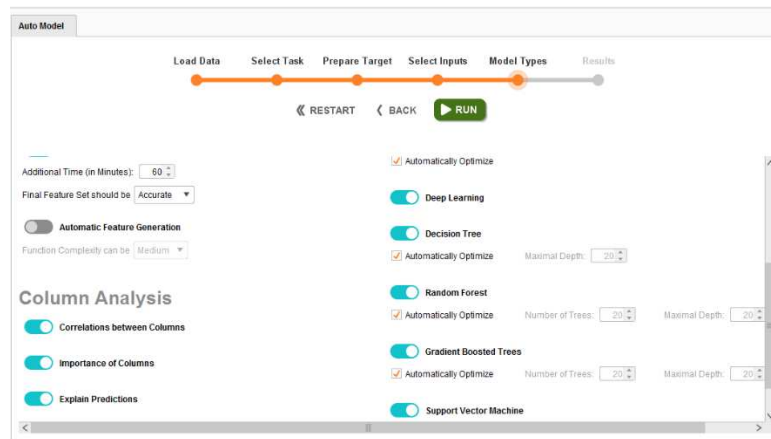 Auto Model
Load Data Select Task Prepare Target Select Inputs Model Types Results
RESTART BACK RUN
Additional Time (in Minutes): 60
Final Feature Set should be Accurate
Automatic Feature Generation
Function Complexity can be Medium
Column Analysis
Correlations between Columns
Importance of Columns
Explain Predictions
Automatically Optimize
Deep Learning
Decision Tree
Automatically Optimize Maximal Depth: 20
Random Forest
Automatically Optimize Number of Trees: 20 Maximal Depth: 20
Gradient Boosted Trees
Automatically Optimize Number of Trees: 20 Maximal Depth: 20
Support Vector Machine